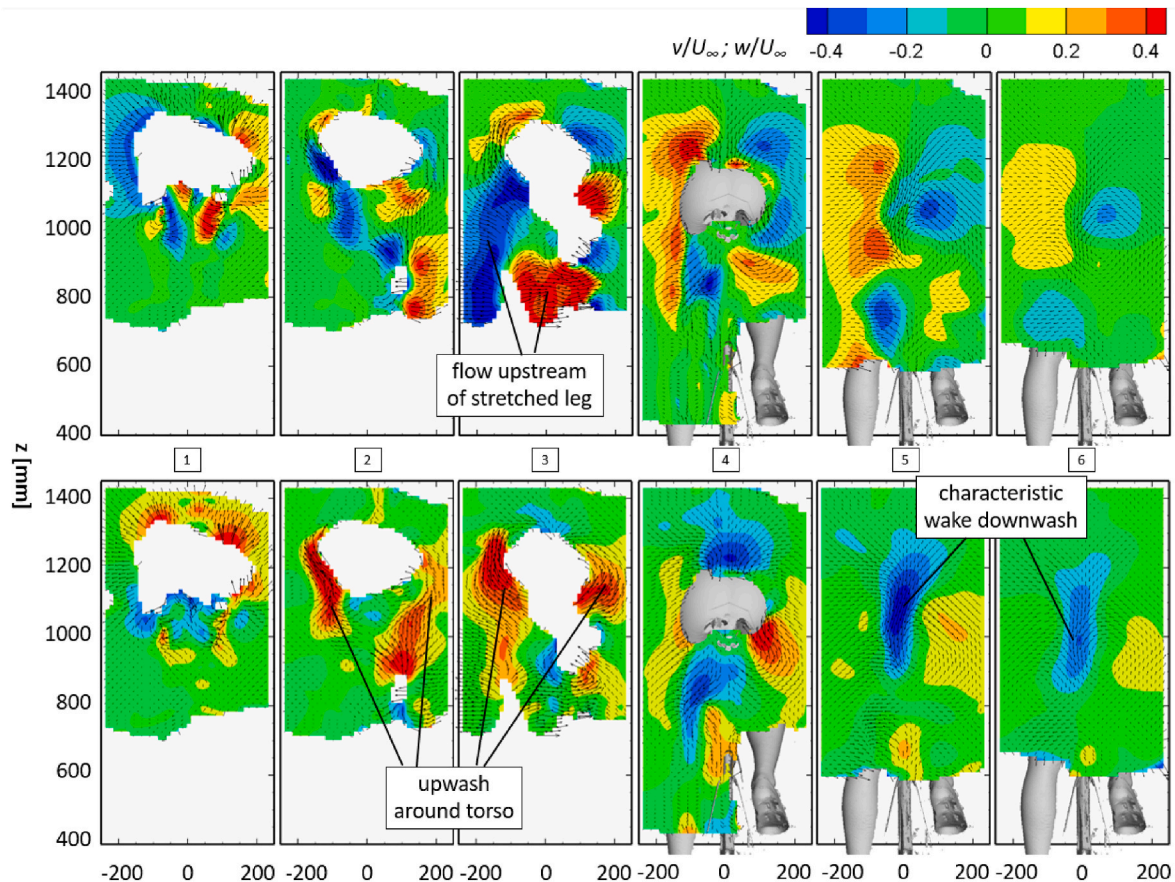 v/U∞; w/U∞
-0.4 -0.2 0 0.2 0.4
1400
1200
1000
800
600
400
flow upstream
of stretched leg
1 2 3 4 5 6
z [mm]
1400
1200
1000
800
600
400
characteristic
wake downwash
upwash
around torso
-200 0 200 -200 0 200 -200 0 200 -200 0 200 -200 0 200 -200 0 200